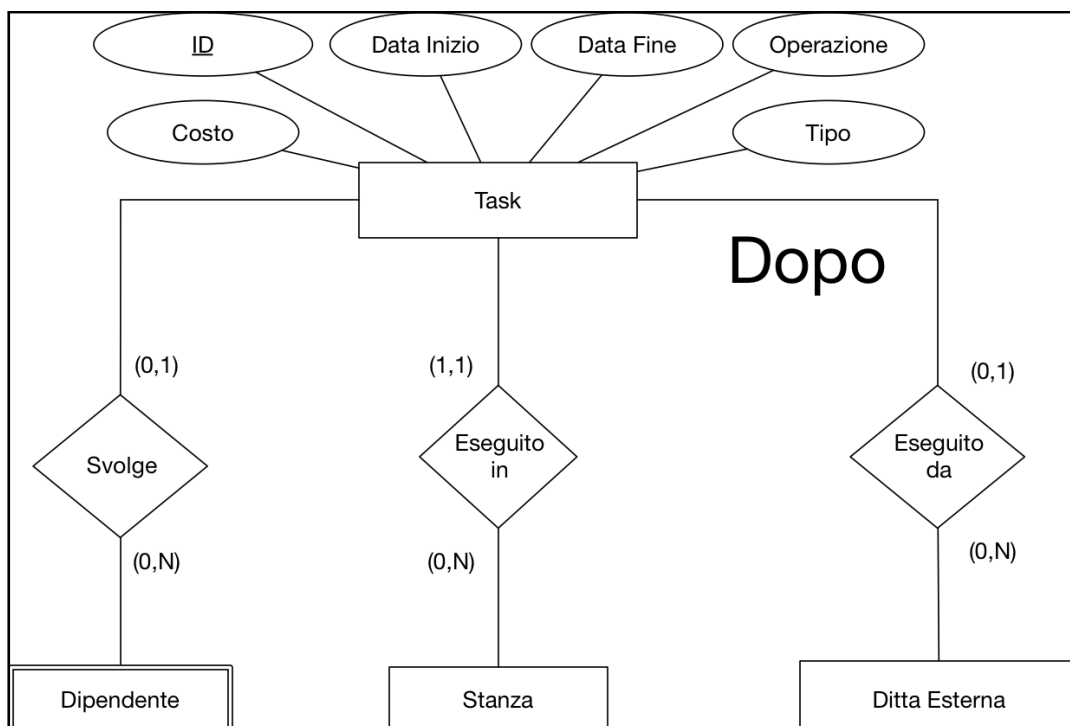 ID
Data Inizio
Data Fine
Operazione
Costo
Tipo
Task
Dopo
(0,1)
(1,1)
(0,1)
Svolge
Eseguito
in
Eseguito
da
(0,N)
(0,N)
(0,N)
Dipendente
Stanza
Ditta Esterna